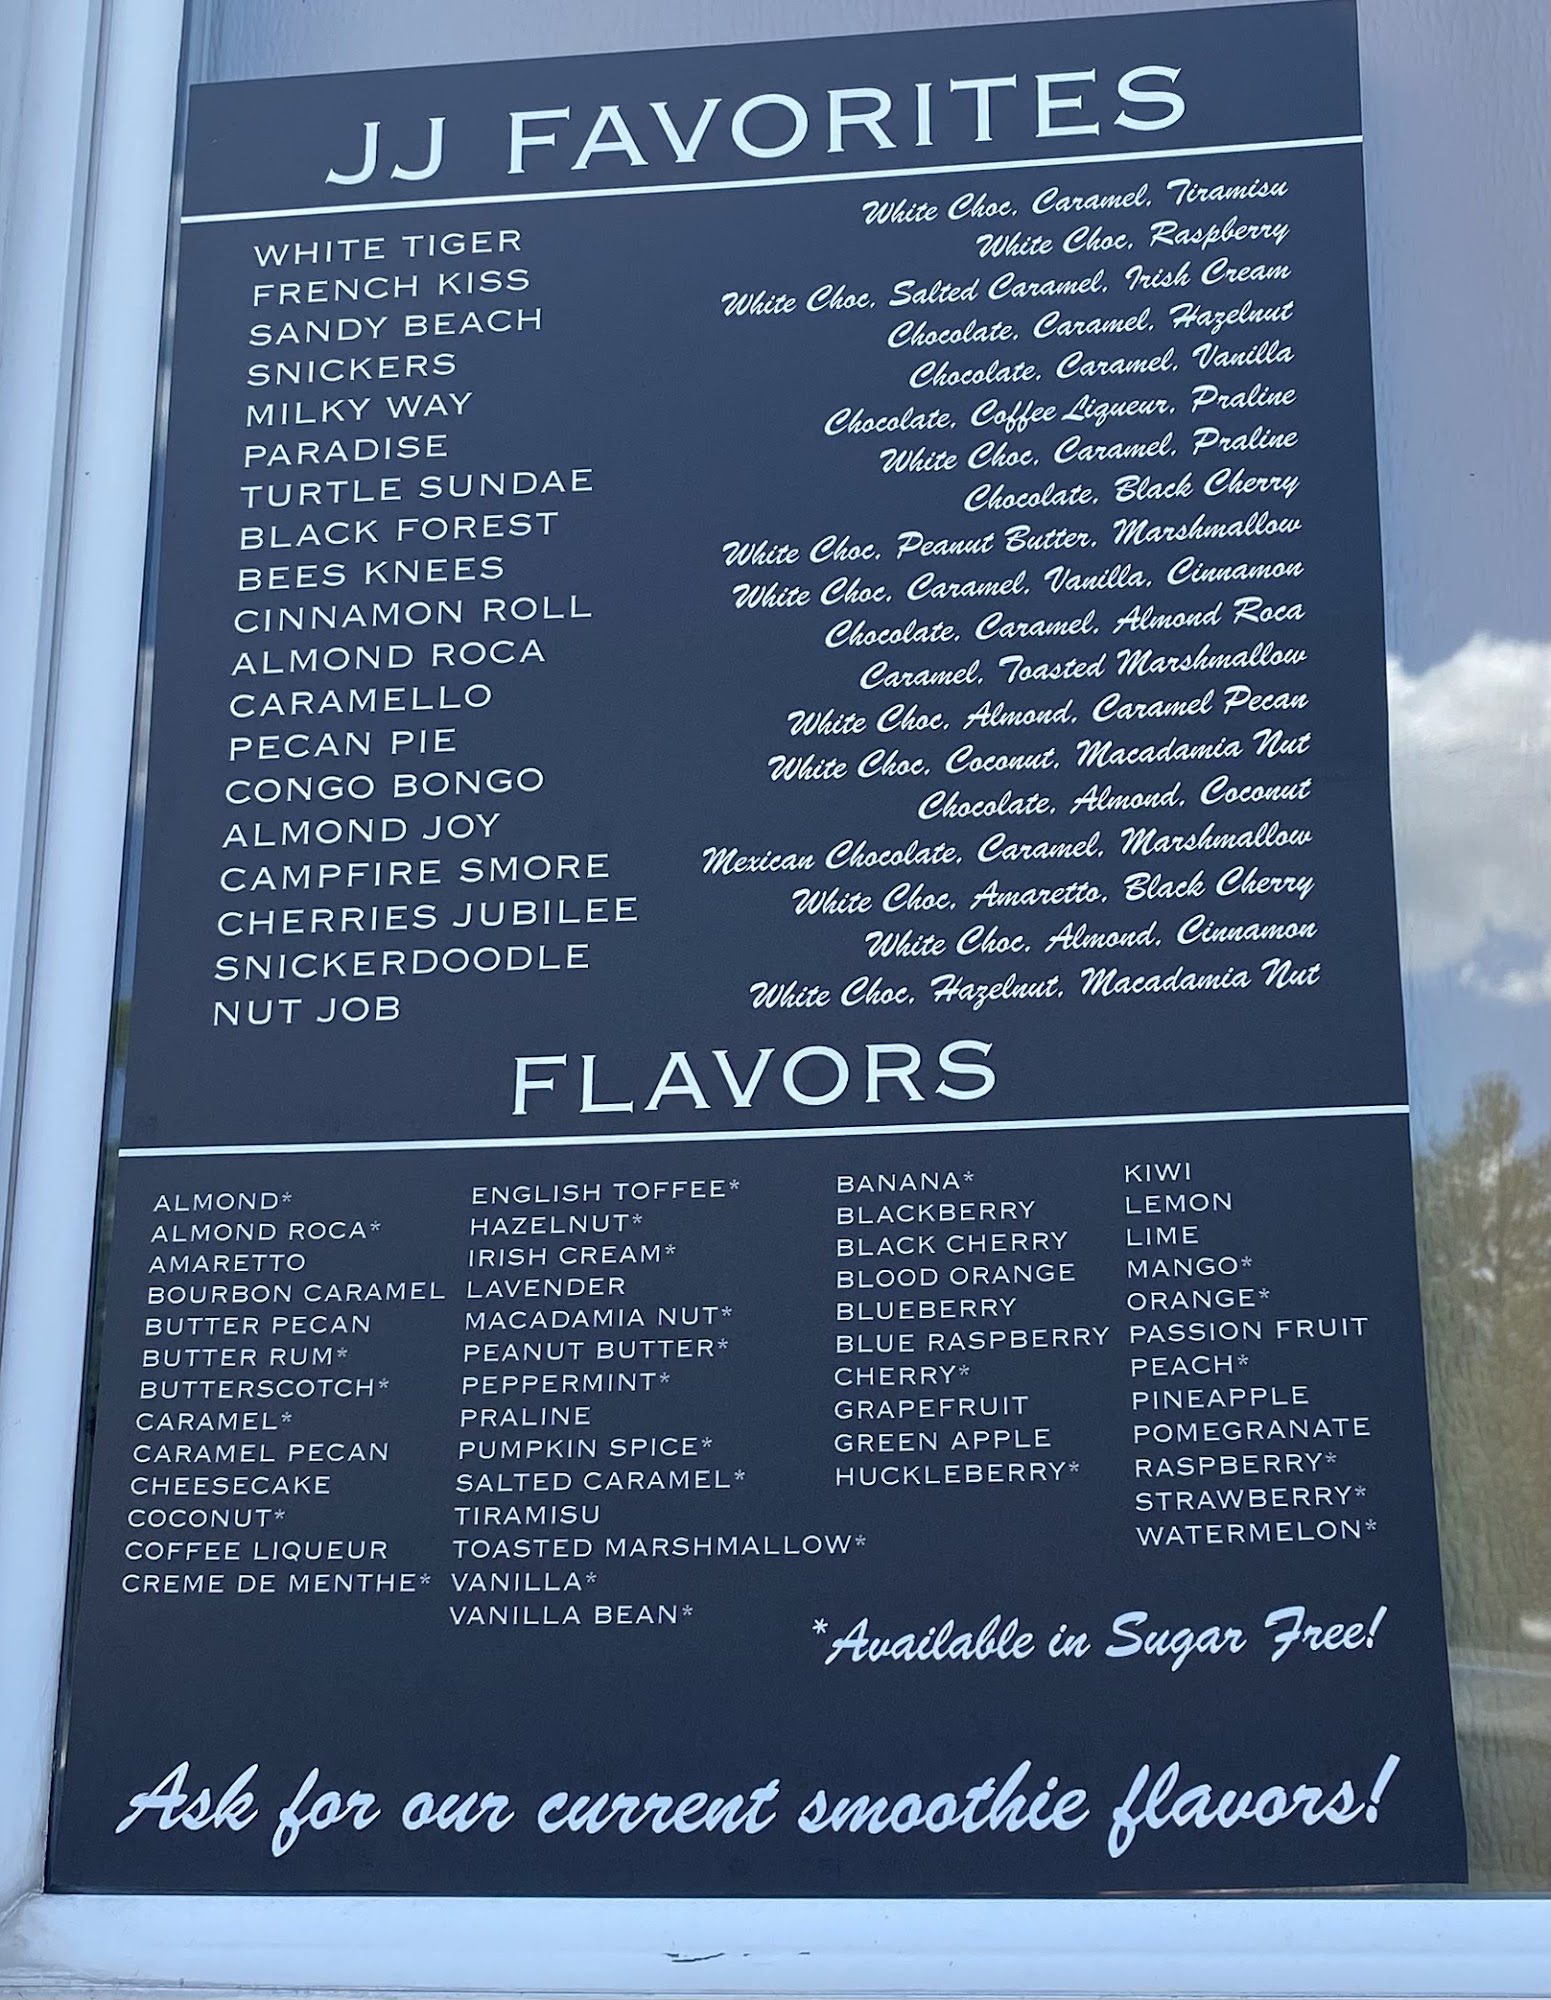 JJ FAVORITES
WHITE TIGER White Choc, Caramel, Tiramisu
FRENCH KISS White Choc, Raspberry
SANDY BEACH White Choc, Salted Caramel, Irish Cream
SNICKERS Chocolate, Caramel, Hazelnut
MILKY WAY Chocolate, Caramel, Vanilla
PARADISE Chocolate, Coffee Liqueur, Praline
TURTLE SUNDAE White Choc, Caramel, Praline
BLACK FOREST Chocolate, Black Cherry
BEES KNEES White Choc, Peanut Butter, Marshmallow
CINNAMON ROLL White Choc, Caramel, Vanilla, Cinnamon
ALMOND ROCA Chocolate, Caramel, Almond Roca
CARAMELLO Caramel, Toasted Marshmallow
PECAN PIE White Choc, Almond, Caramel Pecan
CONGO BONGO White Choc, Coconut, Macadamia Nut
ALMOND JOY Chocolate, Almond, Coconut
CAMPFIRE SMORE Mexican Chocolate, Caramel, Marshmallow
CHERRIES JUBILEE White Choc, Amaretto, Black Cherry
SNICKERDOODLE White Choc, Almond, Cinnamon
NUT JOB White Choc, Hazelnut, Macadamia Nut
FLAVORS
ALMOND*
ALMOND ROCA*
AMARETTO
BOURBON CARAMEL
BUTTER PECAN
BUTTER RUM*
BUTTERSCOTCH*
CARAMEL*
CARAMEL PECAN
CHEESECAKE
COCONUT*
COFFEE LIQUEUR
CREME DE MENTHE*
ENGLISH TOFFEE*
HAZELNUT*
IRISH CREAM*
LAVENDER
MACADAMIA NUT*
PEANUT BUTTER*
PEPPERMINT*
PRALINE
PUMPKIN SPICE*
SALTED CARAMEL*
TIRAMISU
TOASTED MARSHMALLOW*
VANILLA*
VANILLA BEAN*
BANANA*
BLACKBERRY
BLACK CHERRY
BLOOD ORANGE
BLUEBERRY
BLUE RASPBERRY
CHERRY*
GRAPEFRUIT
GREEN APPLE
HUCKLEBERRY*
KIWI
LEMON
LIME
MANGO*
ORANGE*
PASSION FRUIT
PEACH*
PINEAPPLE
POMEGRANATE
RASPBERRY*
STRAWBERRY*
WATERMELON*
*Available in Sugar Free!
Ask for our current smoothie flavors!